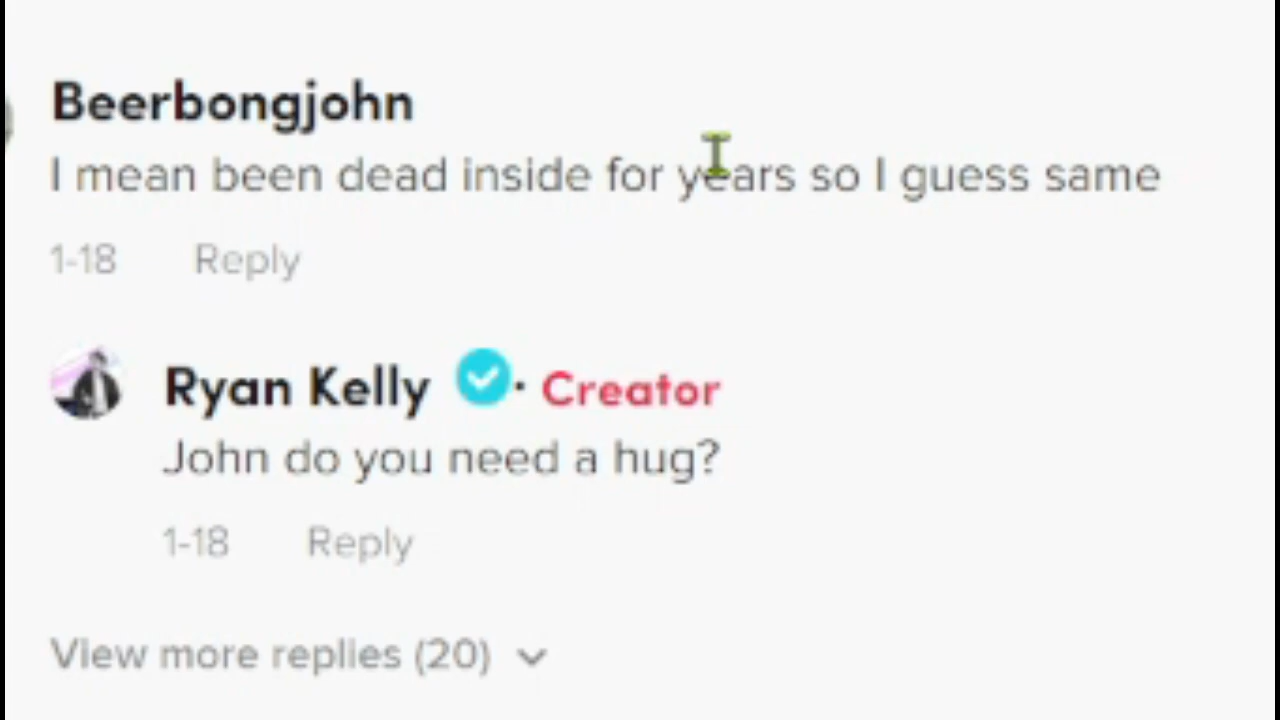 Beerbongjohn
I mean been dead inside for years so I guess same
1-18 Reply
Ryan Kelly · Creator
John do you need a hug?
1-18 Reply
View more replies (20)